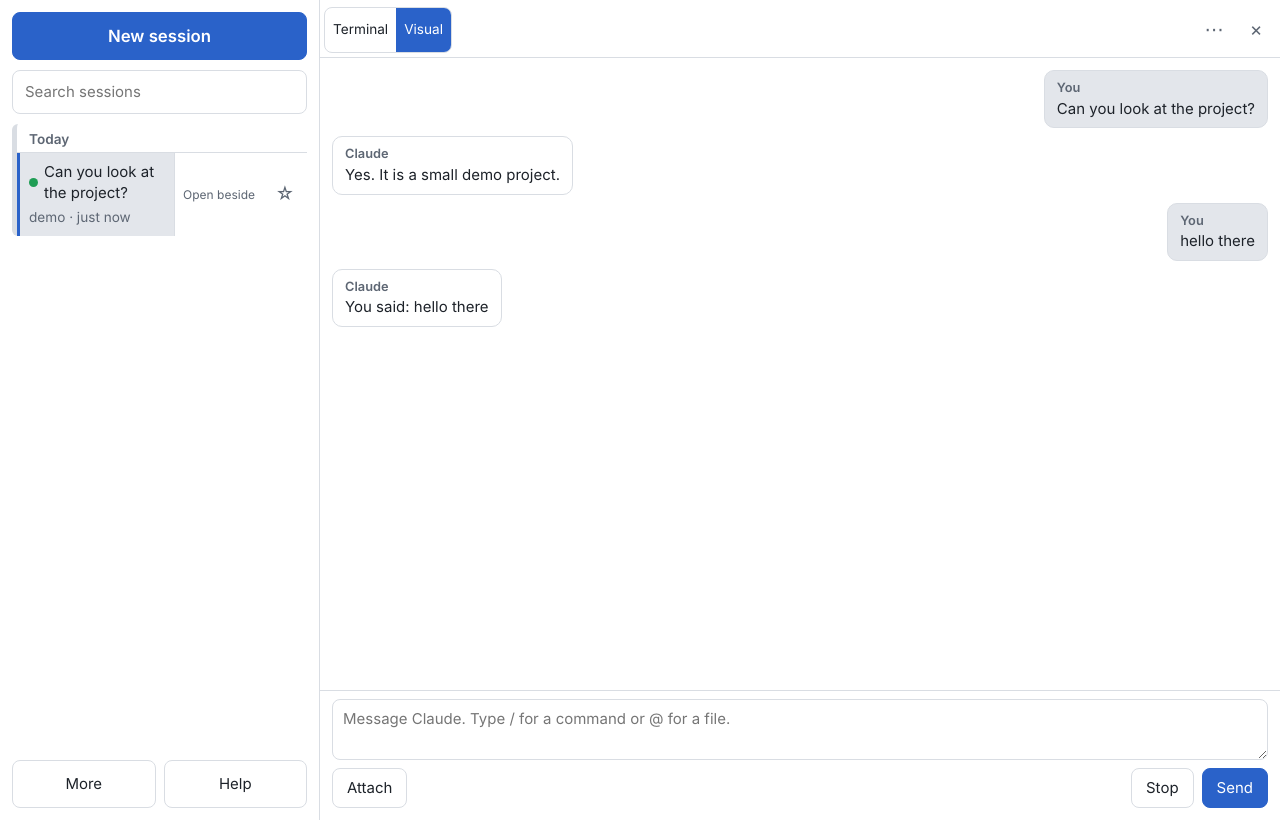 New session
Search sessions
Today
Can you look at
the project?
demo · just now
Open beside
Terminal
Visual
You
Can you look at the project?
Claude
Yes. It is a small demo project.
You
hello there
Claude
You said: hello there
Message Claude. Type / for a command or @ for a file.
Attach
Stop
Send
More
Help